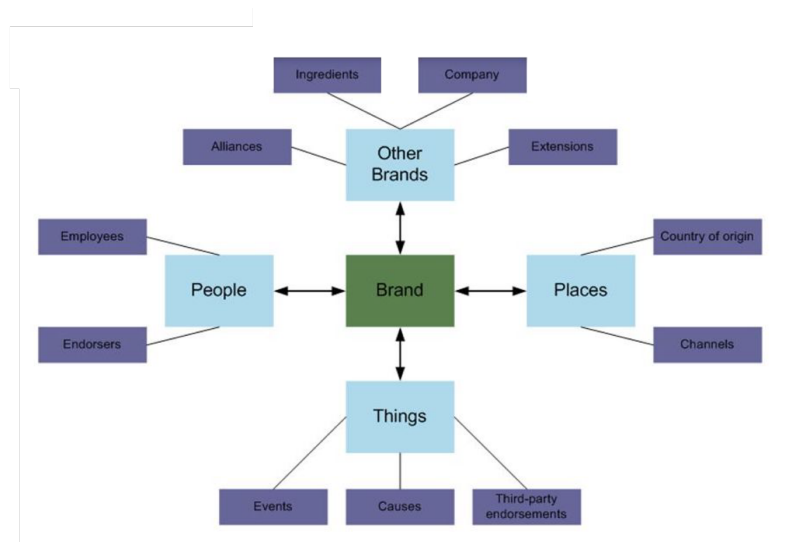 Ingredients
Company
Alliances
Other
Brands
Extensions
Employees
Country of origin
People
Brand
Places
Endorsers
Channels
Things
Events
Causes
Third-party
endorsements